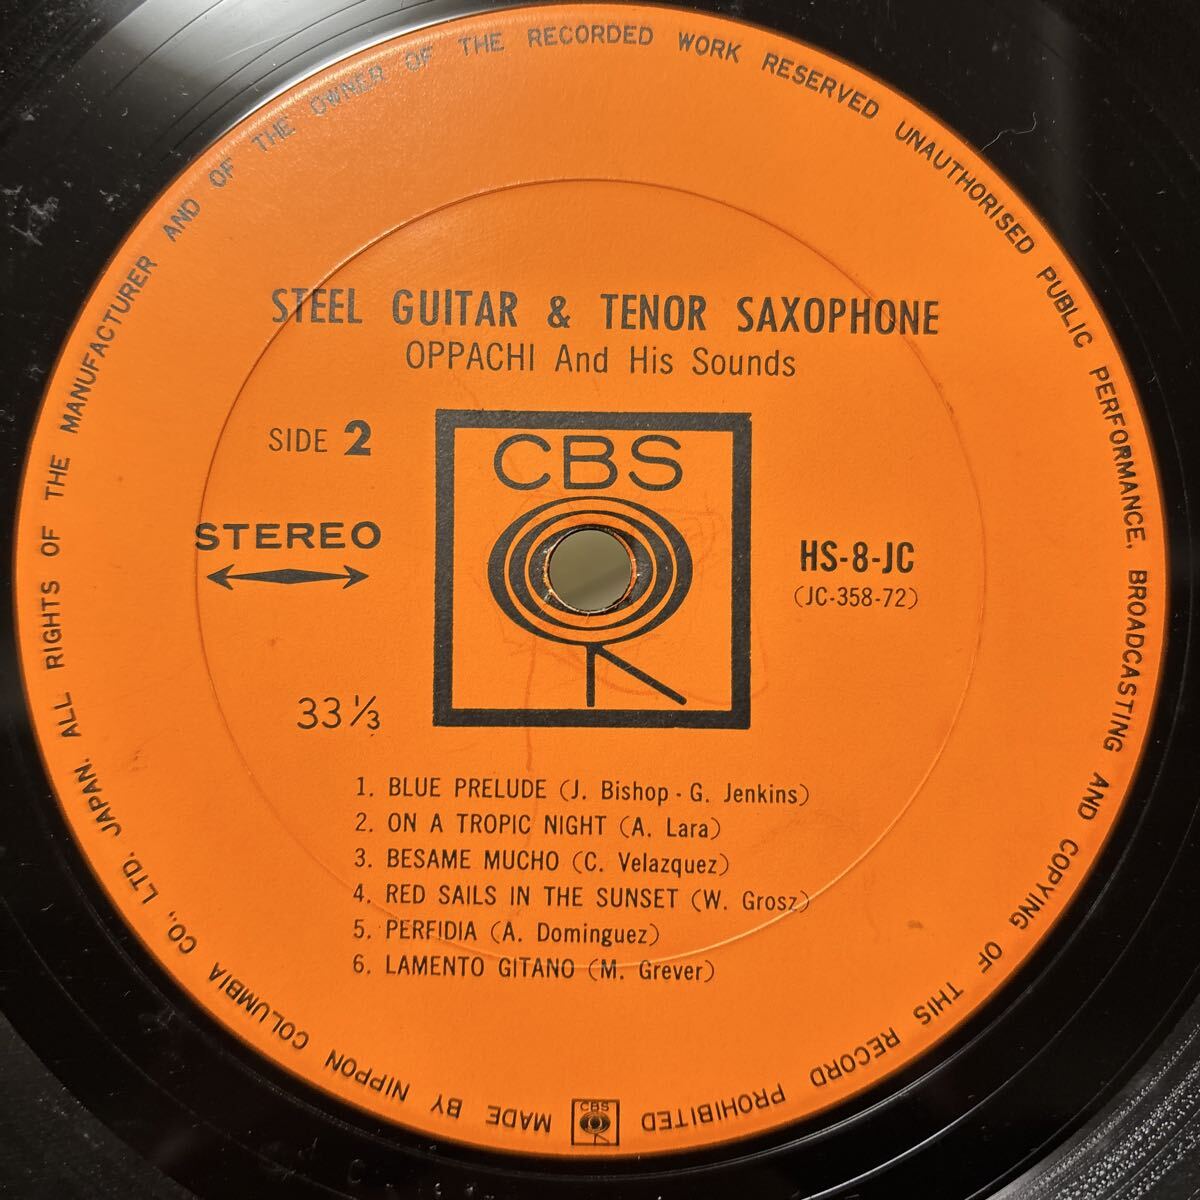 MADE BY NIPPON COLUMBIA CO., LTD. JAPAN. ALL RIGHTS OF THE MANUFACTURER AND OF THE OWNER OF THE RECORDED WORK RESERVED UNAUTHORISED PUBLIC PERFORMANCE, BROADCASTING AND COPYING OF THIS RECORD PROHIBITED
STEEL GUITAR & TENOR SAXOPHONE
OPPACHI And His Sounds
SIDE 2
CBS
STEREO
HS-8-JC
(JC-358-72)
33 1/3
1. BLUE PRELUDE (J. Bishop - G. Jenkins)
2. ON A TROPIC NIGHT (A. Lara)
3. BESAME MUCHO (C. Velazquez)
4. RED SAILS IN THE SUNSET (W. Grosz)
5. PERFIDIA (A. Dominguez)
6. LAMENTO GITANO (M. Grever)
CBS